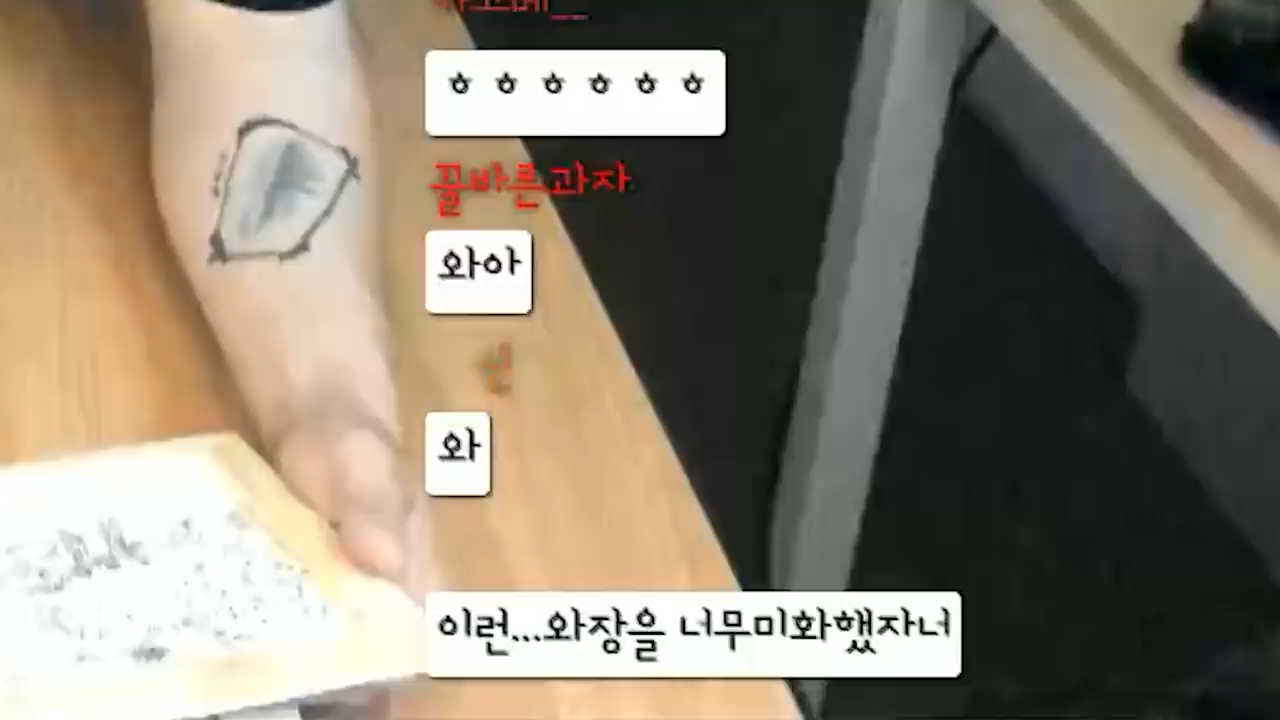 ㅎ ㅎ ㅎ ㅎ ㅎ ㅎ
꿀바른과자
와아
신
와
이런...와장을 너무미화했자너